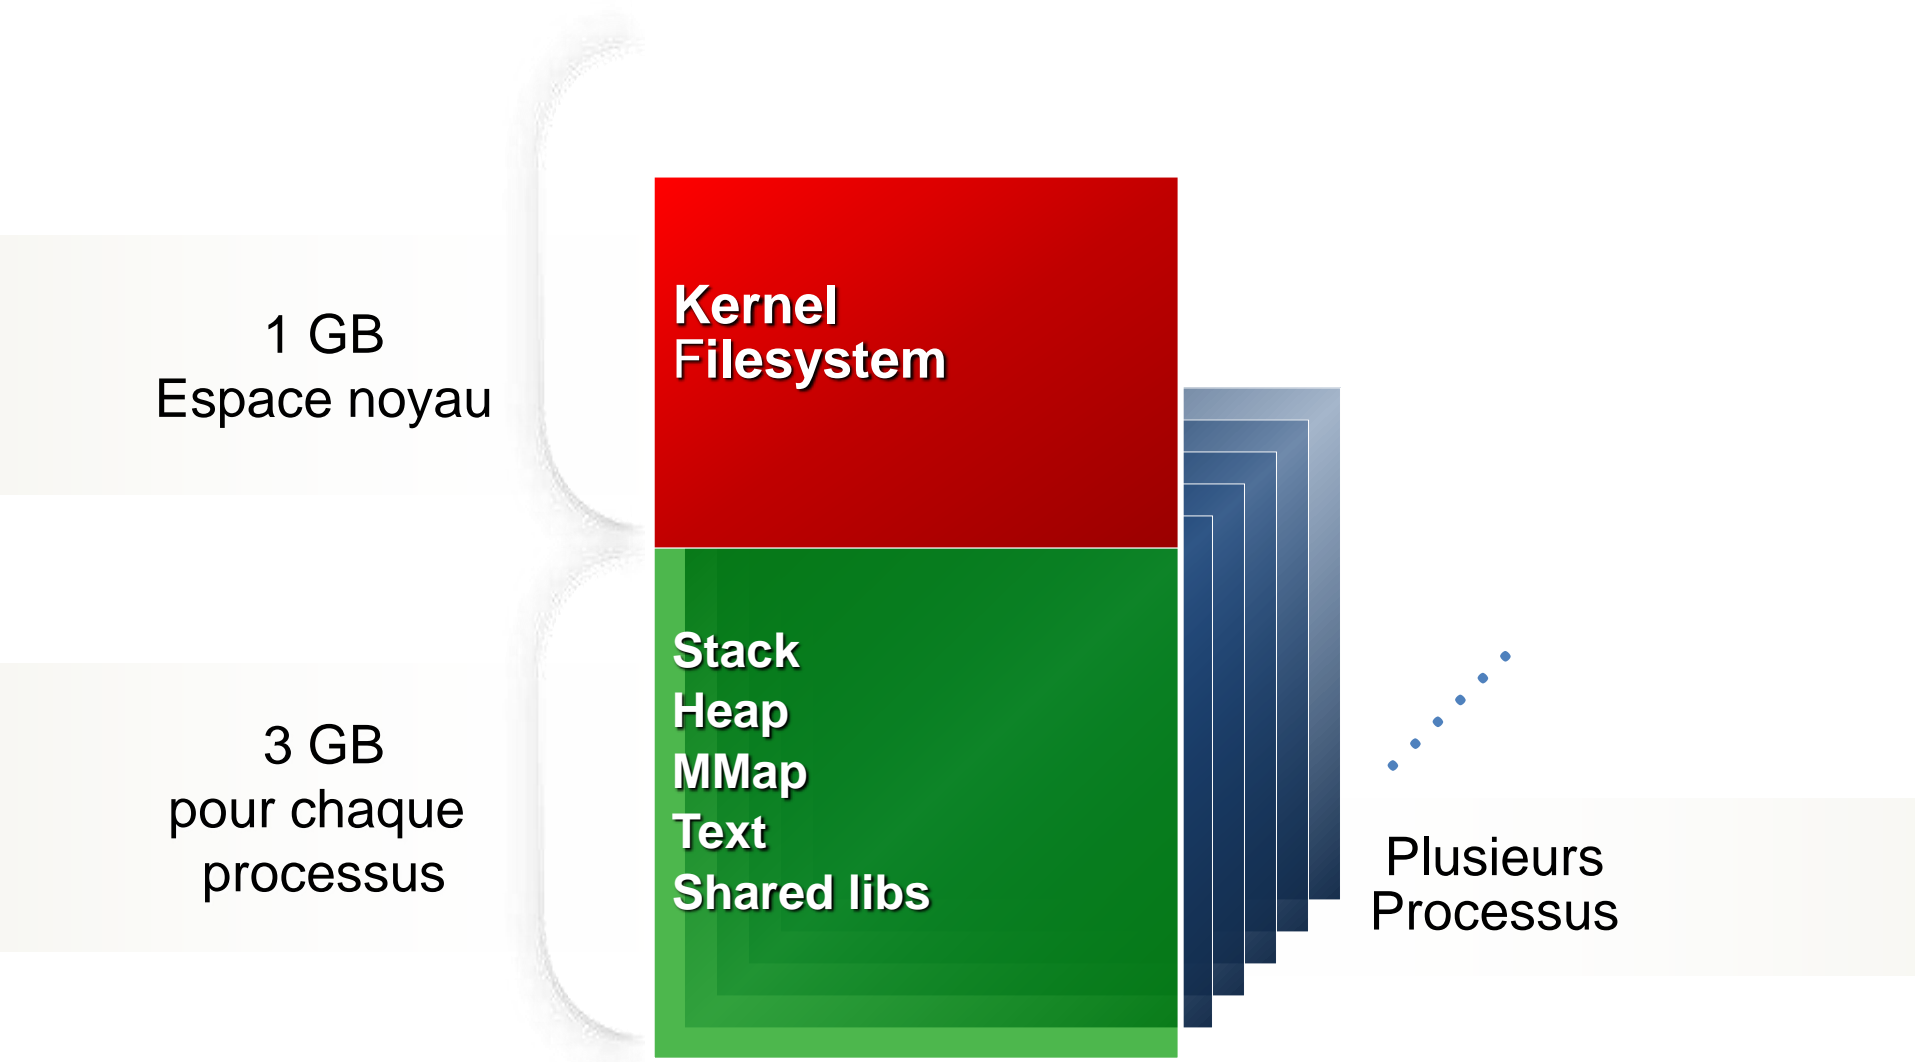 1 GB
Espace noyau
Kernel
Filesystem
3 GB
pour chaque
processus
Stack
Heap
MMap
Text
Shared libs
Plusieurs
Processus